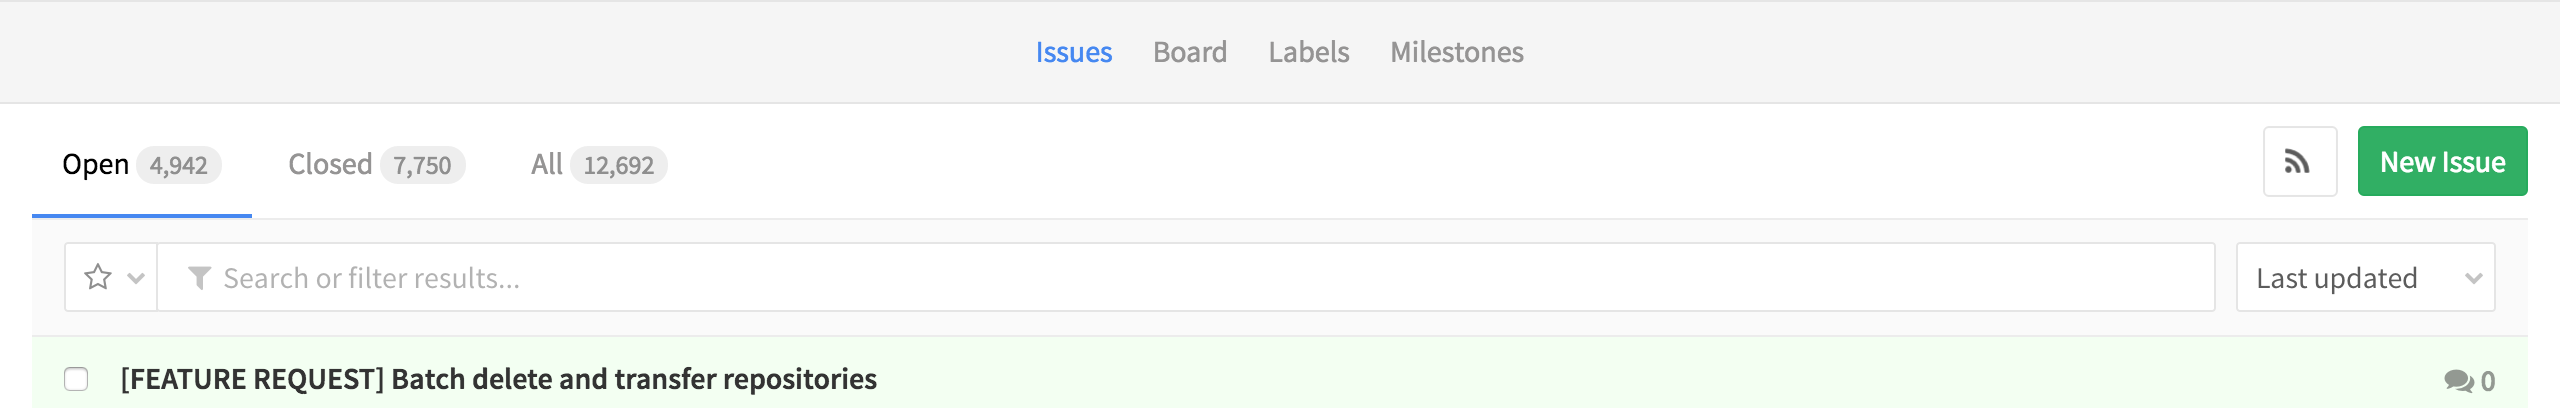 Issues Board Labels Milestones
Open 4,942 Closed 7,750 All 12,692 New Issue
Search or filter results... Last updated
[FEATURE REQUEST] Batch delete and transfer repositories 0